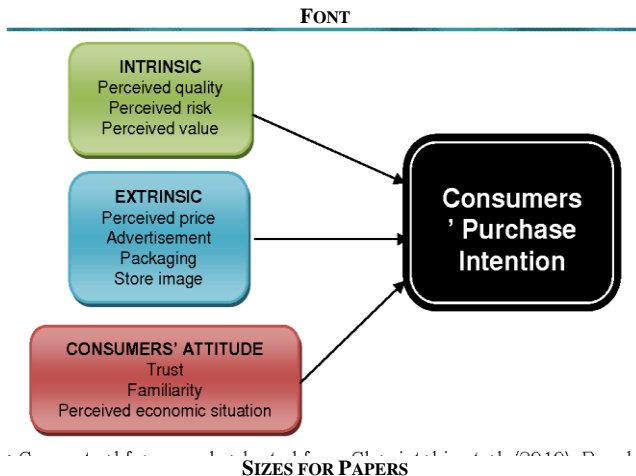 FONT
INTRINSIC
Perceived quality
Perceived risk
Perceived value
EXTRINSIC
Perceived price
Advertisement
Packaging
Store image
CONSUMERS' ATTITUDE
Trust
Familiarity
Perceived economic situation
Consumers
' Purchase
Intention
SIZES FOR PAPERS